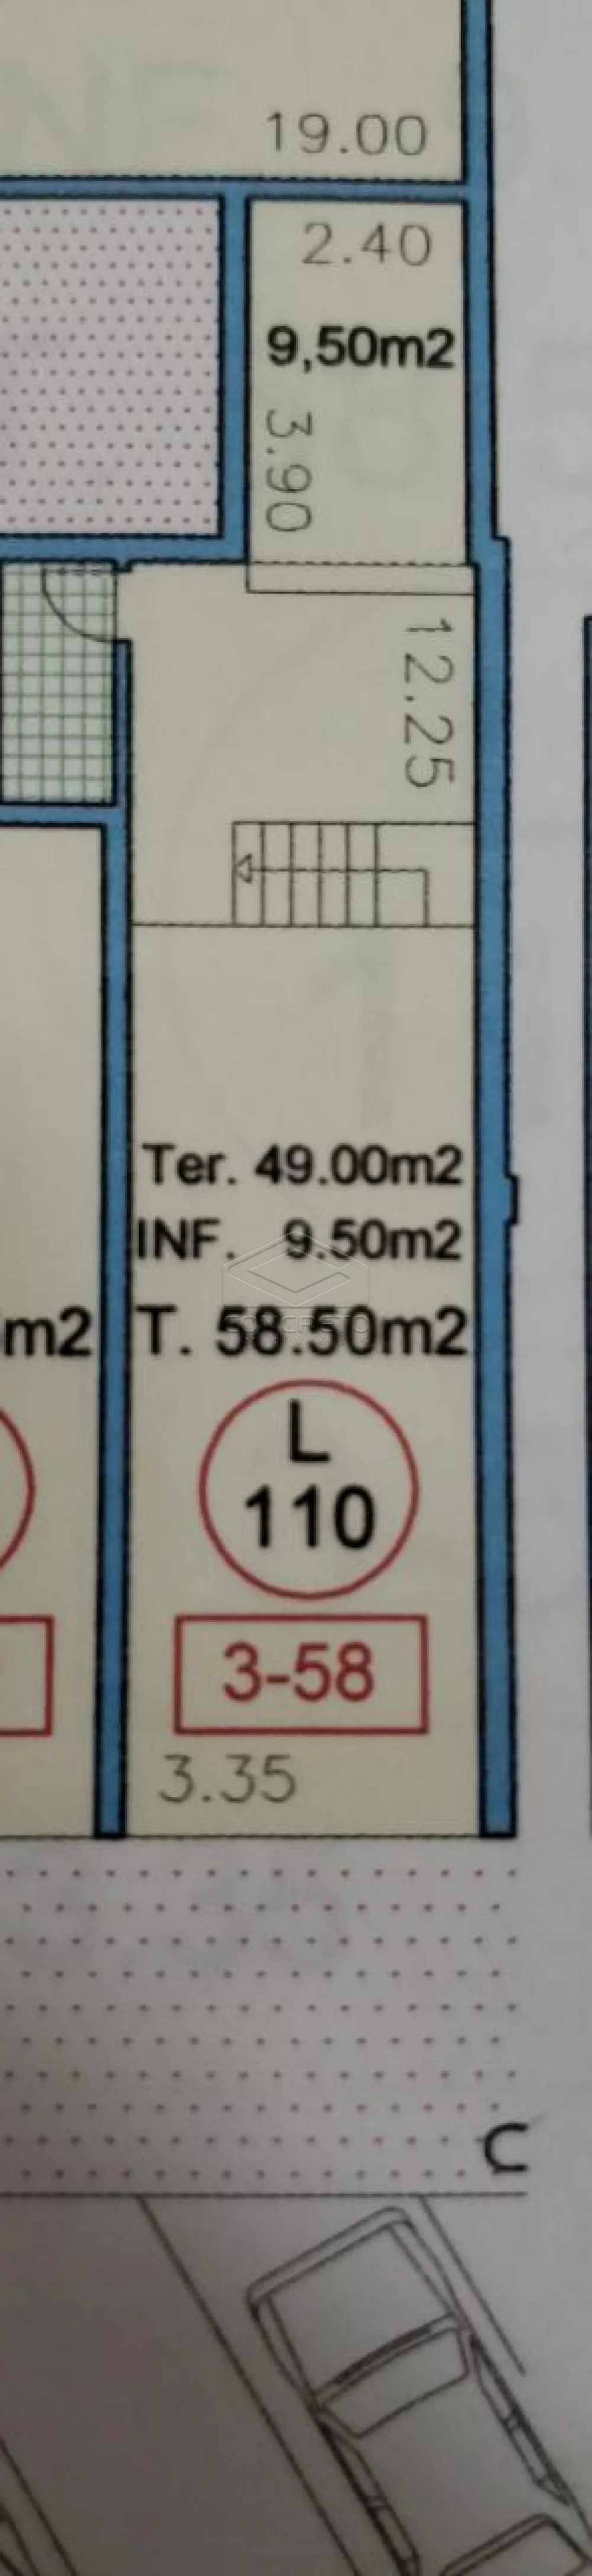 19.00
2.40
9,50m2
3.90
12.25
Ter. 49.00m2
INF. 9.50m2
m2
T. 58.50m2
L
110
3-58
3.35